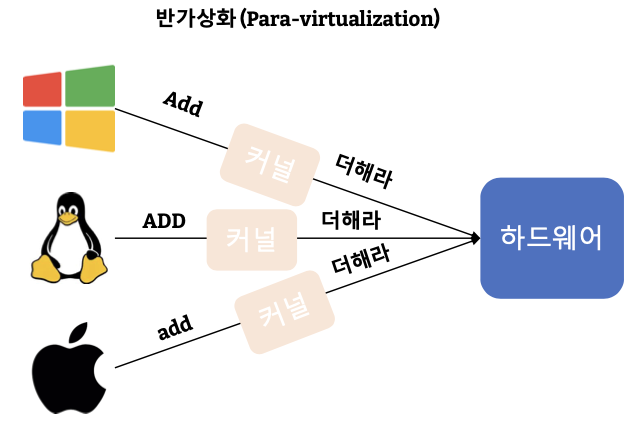 반가상화 (Para-virtualization)
Add
커널
더해라
ADD
커널
더해라
하드웨어
add
커널
더해라